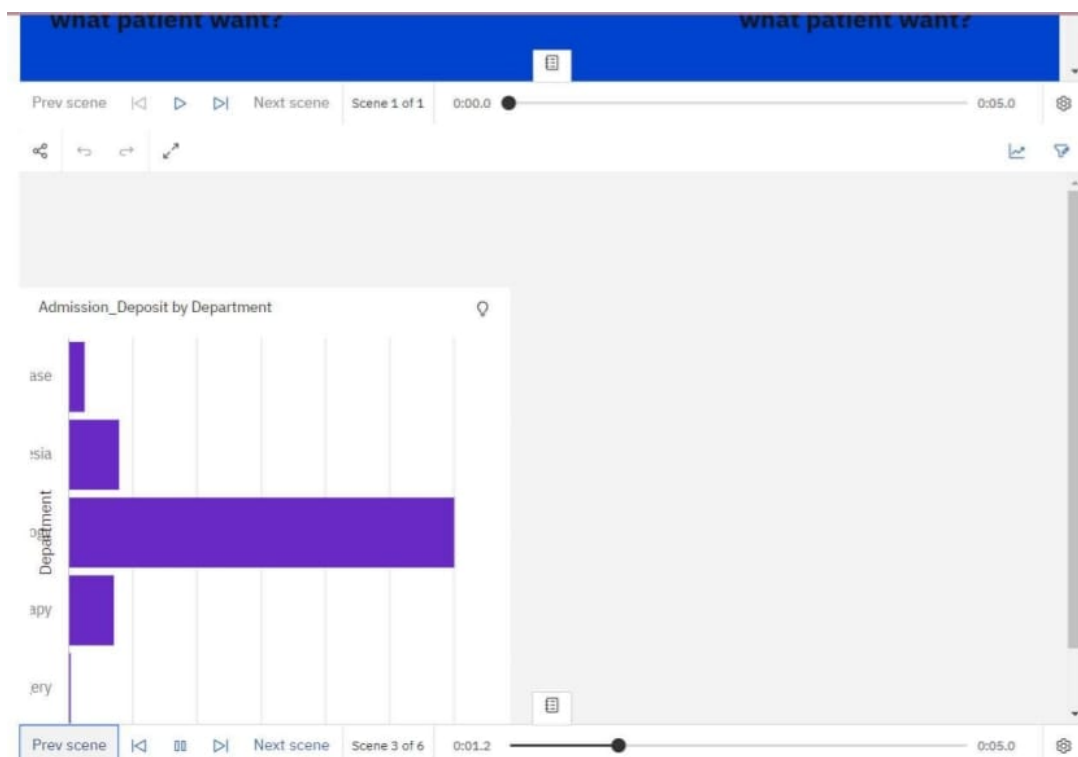 what patient want? what patient want?
Prev scene Next scene Scene 1 of 1 0:00.0 0:05.0
Admission_Deposit by Department
ase
esia
Department
apy
ery
Prev scene Next scene Scene 3 of 6 0:01.2 0:05.0